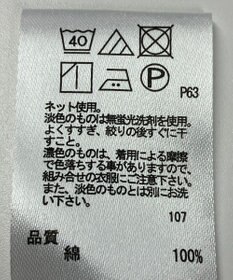 40
P
P63
ネット使用。
淡色のものは無蛍光洗剤を使用。
よくすすぎ、絞りの後すぐに干
すこと。
濃色のものは、着用による摩擦
で色落ちする事がありますので、
組み合せの衣服にご注意下さい。
また、淡色のものとは別にお洗
い下さい。
107
品質
綿 100%